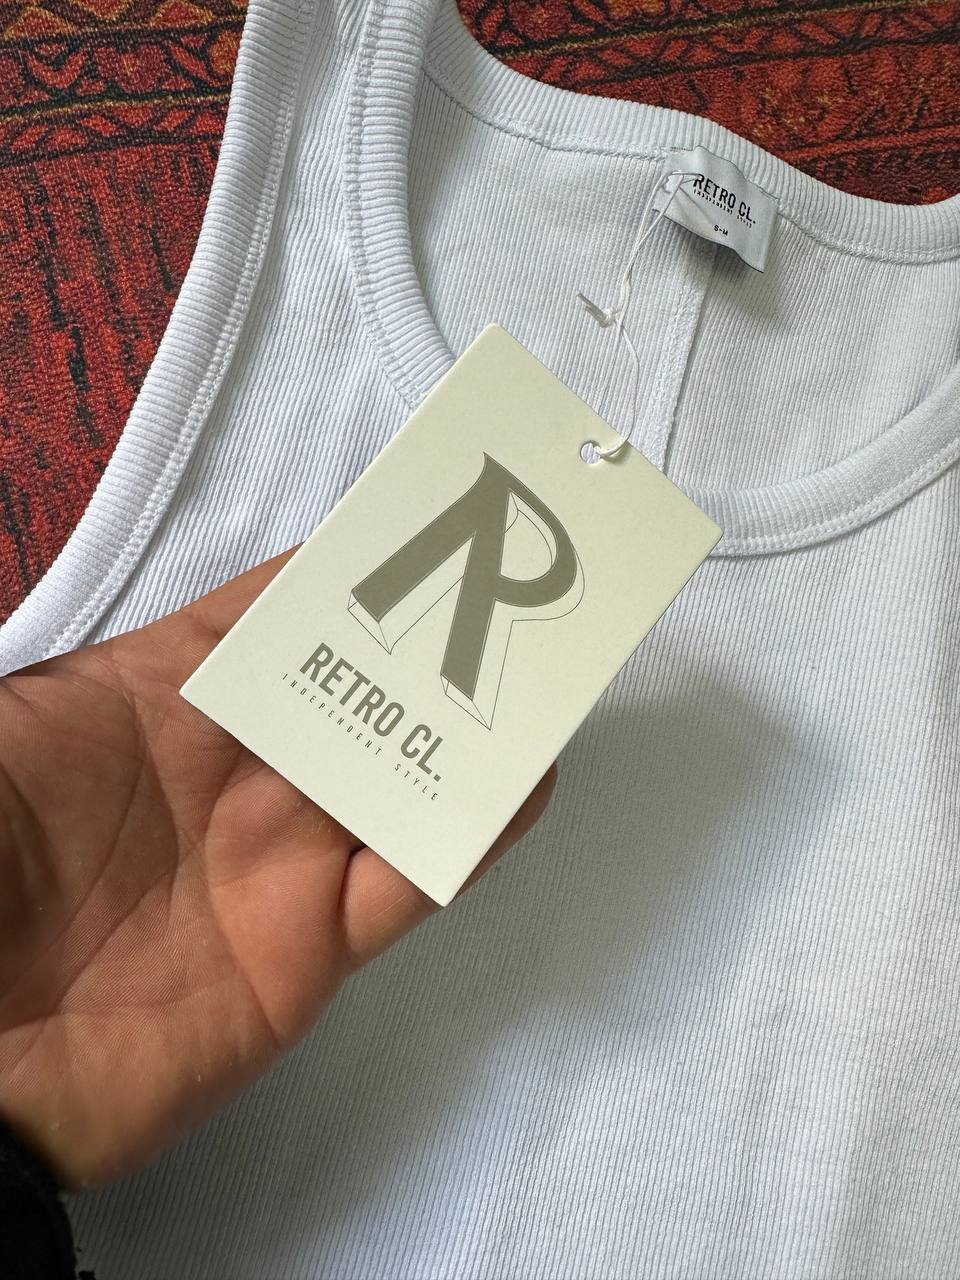 RETRO CL.
INDEPENDENT STYLE
S-M
R
RETRO CL.
INDEPENDENT STYLE